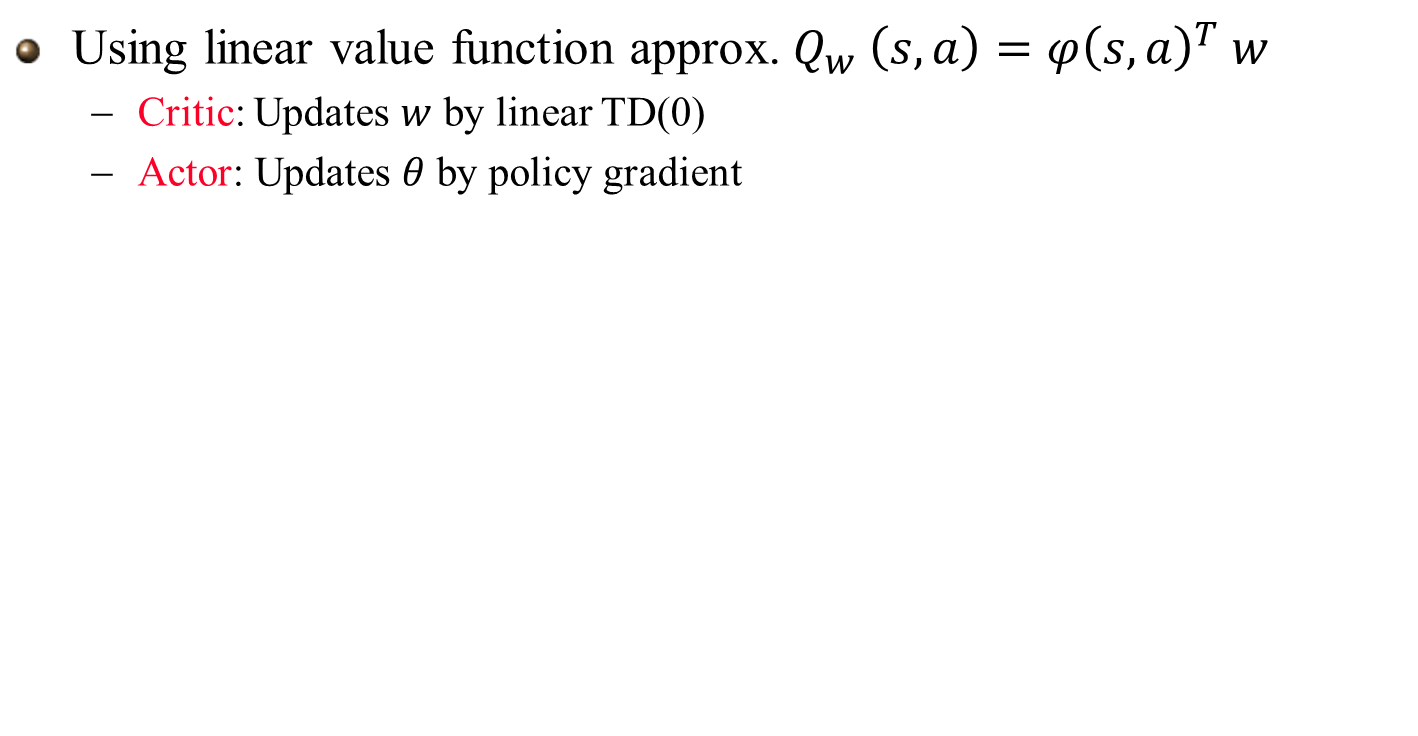 Using linear value function approx. 𝑄𝑤 (𝑠, 𝑎) = 𝜑(𝑠, 𝑎)ᵀ 𝑤
– Critic: Updates 𝑤 by linear TD(0)
– Actor: Updates 𝜃 by policy gradient